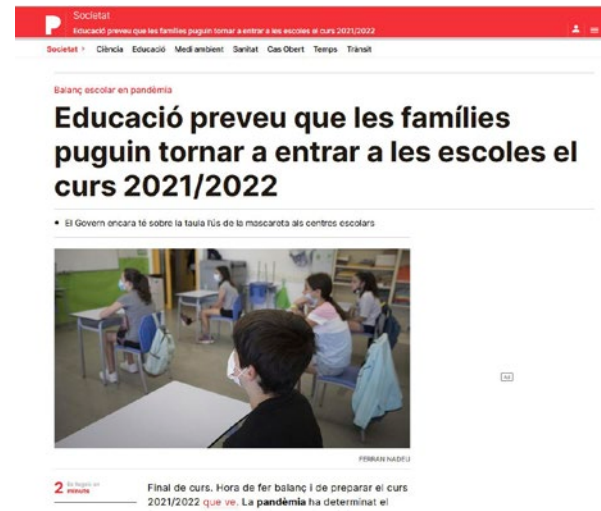 P
Societat
Educació preveu que les famílies puguin tornar a entrar a les escoles el curs 2021/2022
Societat > Ciència Educació Medi ambient Sanitat Cas Obert Temps Trànsit
Balanç escolar en pandèmia
Educació preveu que les famílies
puguin tornar a entrar a les escoles el
curs 2021/2022
• El Govern encara té sobre la taula l'ús de la mascareta als centres escolars
Ad
FERRAN NADEU
2
minuts
Final de curs. Hora de fer balanç i de preparar el curs
2021/2022 que ve. La pandèmia ha determinat el